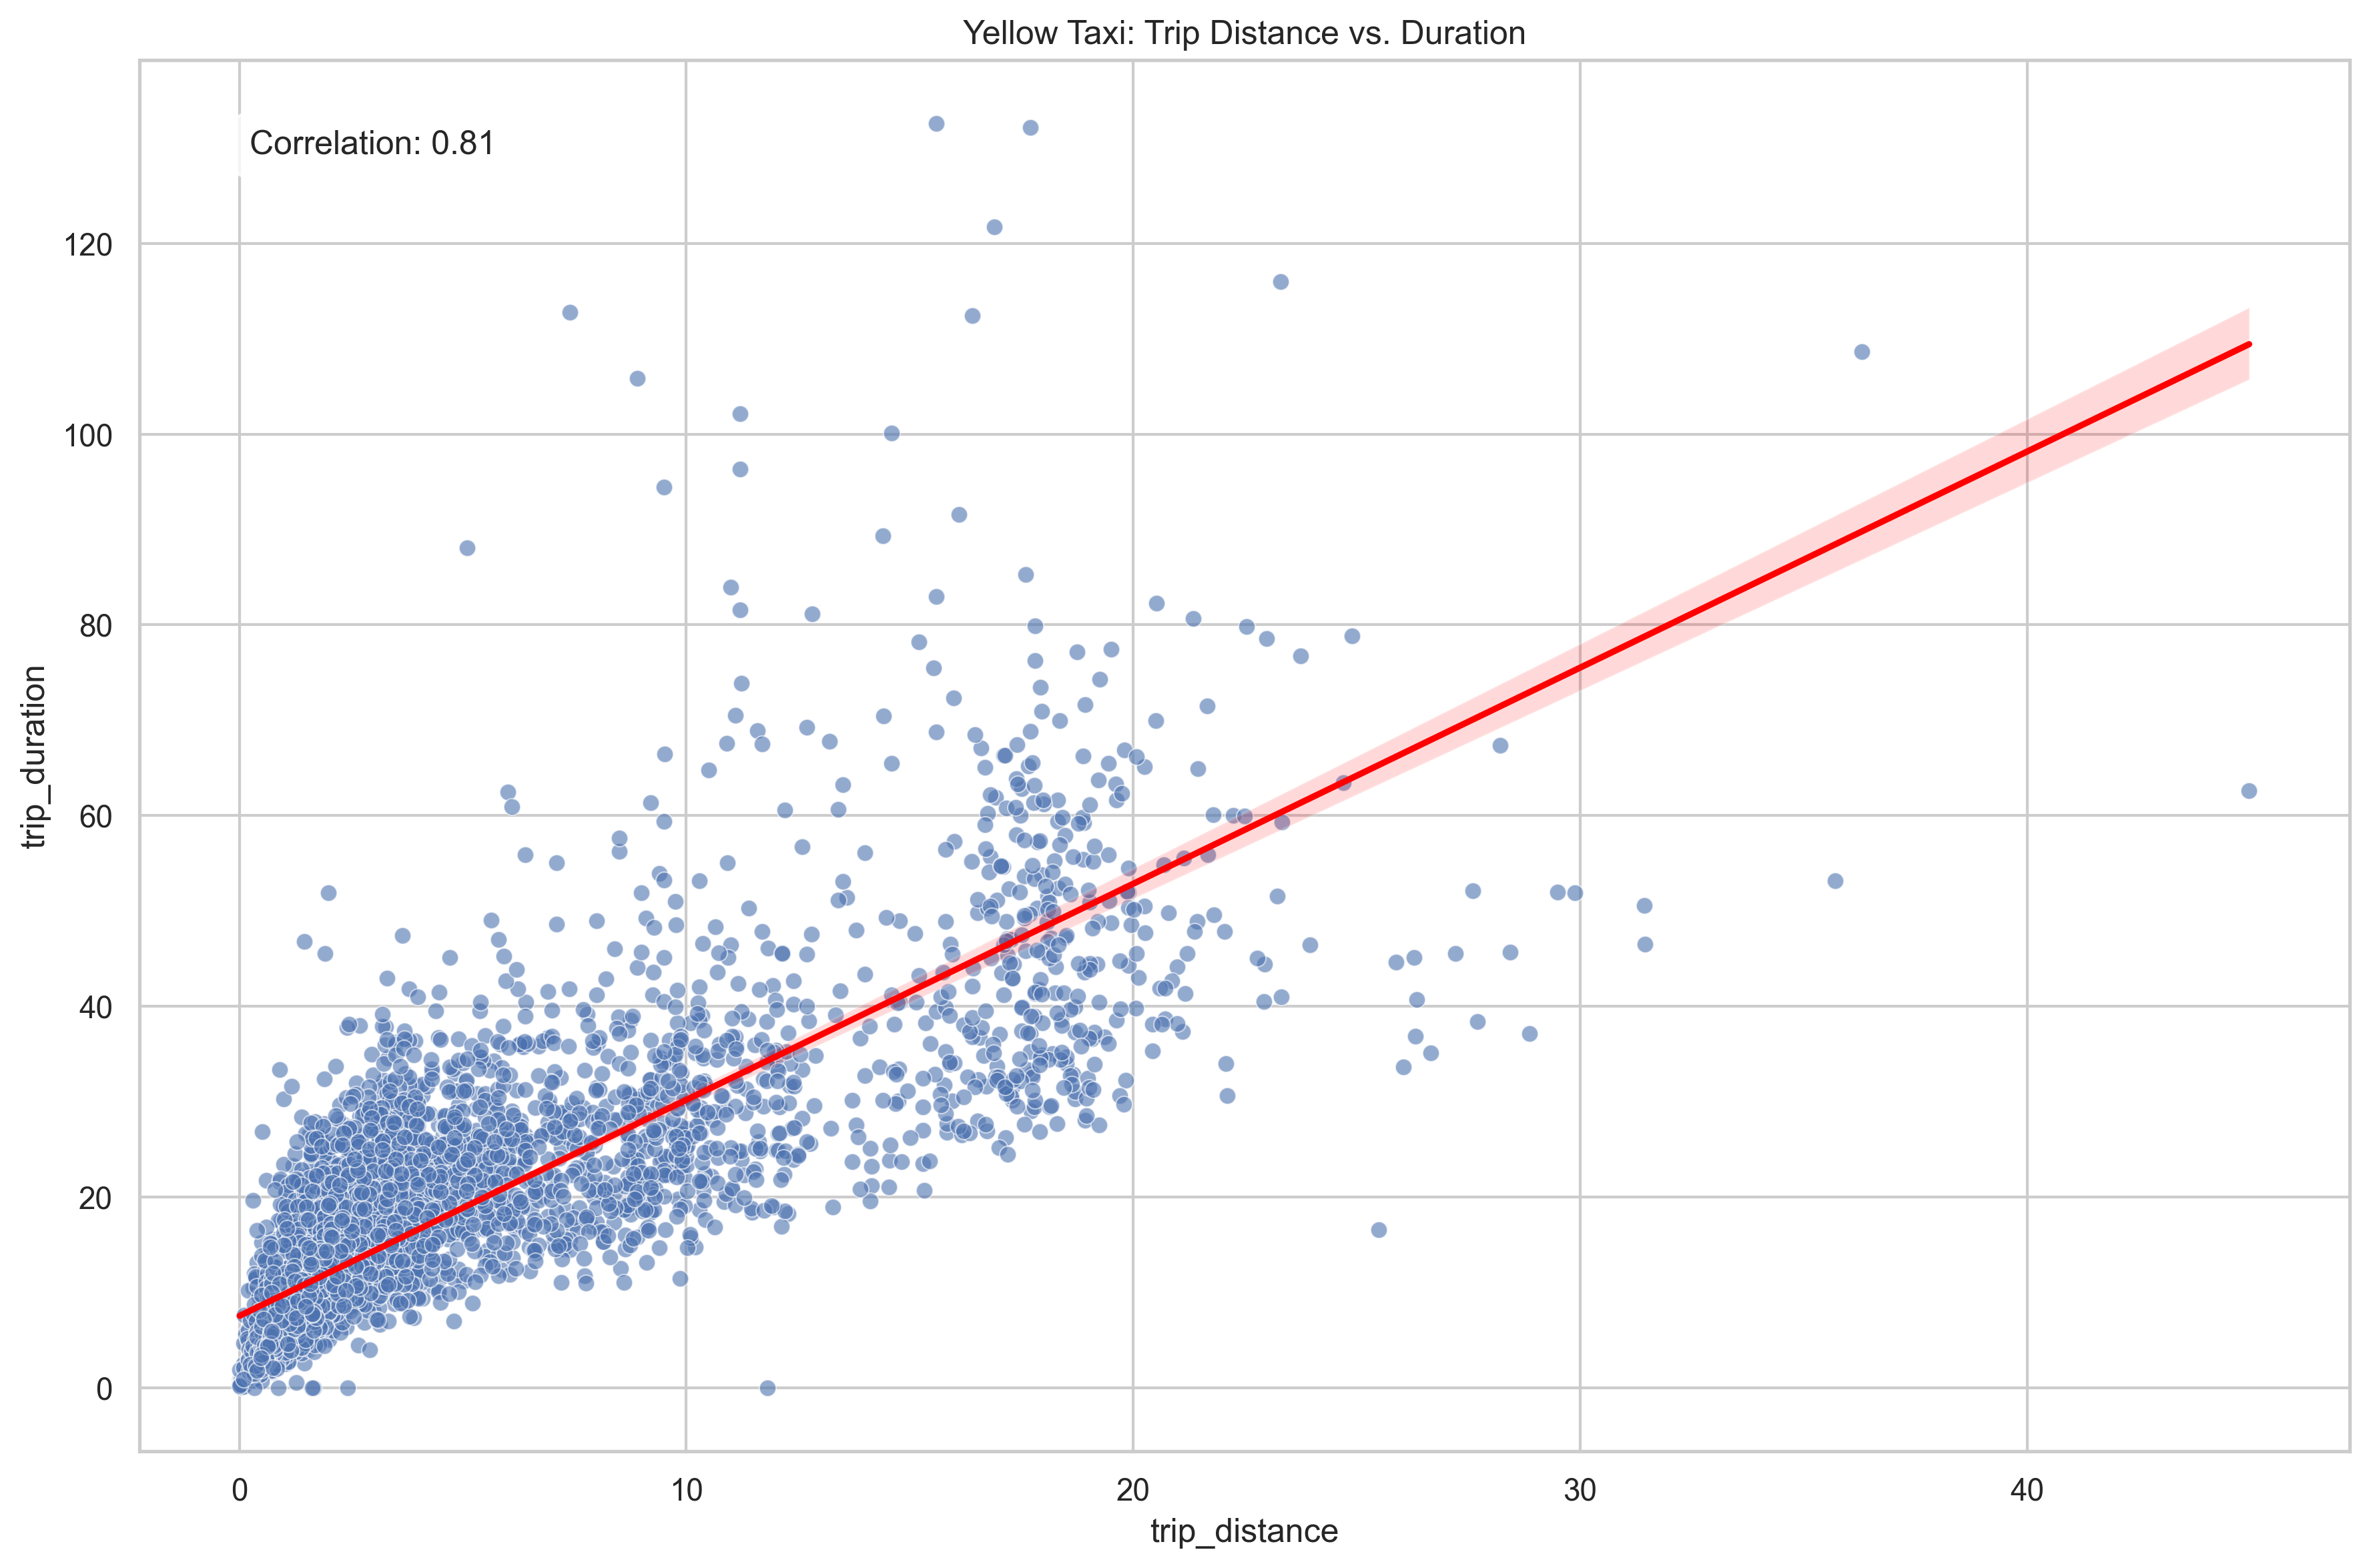 Yellow Taxi: Trip Distance vs. Duration
Correlation: 0.81
trip_duration
120
100
80
60
40
20
0
0 10 20 30 40
trip_distance